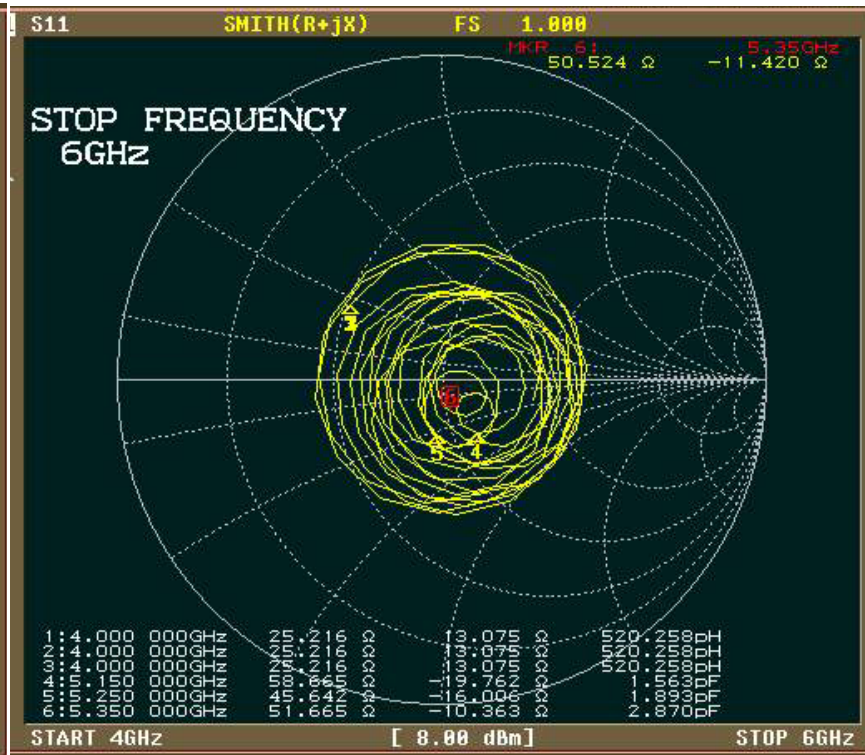 S11 SMITH(R+jX) FS 1.000
MKR 6: 5.35GHz
50.524 Ω -11.420 Ω
STOP FREQUENCY
6GHz
3
6
5 4
1:4.000 000GHz 25.216 Ω 13.075 Ω 520.258pH
2:4.000 000GHz 25.216 Ω 13.075 Ω 520.258pH
3:4.000 000GHz 25.216 Ω 13.075 Ω 520.258pH
4:5.150 000GHz 58.665 Ω -19.762 Ω 1.563pF
5:5.250 000GHz 45.642 Ω -16.006 Ω 1.893pF
6:5.350 000GHz 51.665 Ω -10.363 Ω 2.870pF
START 4GHz [ 8.00 dBm] STOP 6GHz